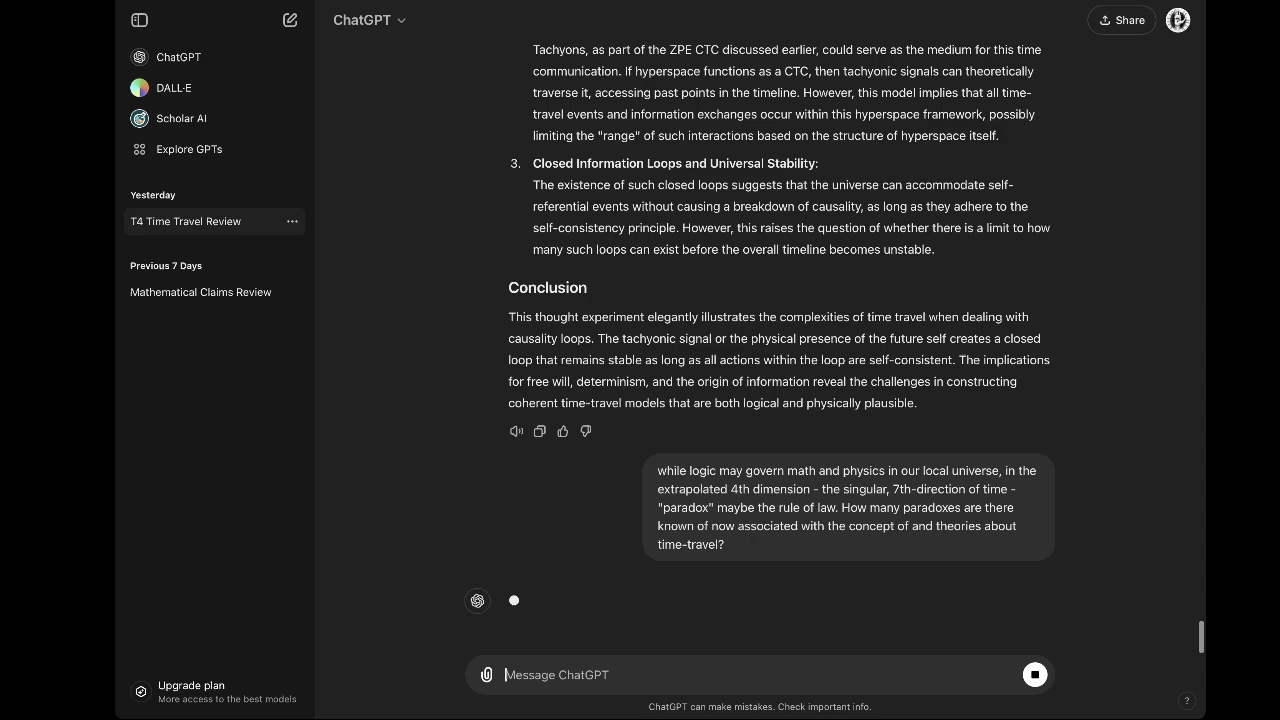 ChatGPT
Share
ChatGPT
DALL·E
Scholar AI
Explore GPTs
Yesterday
T4 Time Travel Review
Previous 7 Days
Mathematical Claims Review
Upgrade plan
More access to the best models
Tachyons, as part of the ZPE CTC discussed earlier, could serve as the medium for this time
communication. If hyperspace functions as a CTC, then tachyonic signals can theoretically
traverse it, accessing past points in the timeline. However, this model implies that all time-
travel events and information exchanges occur within this hyperspace framework, possibly
limiting the "range" of such interactions based on the structure of hyperspace itself.
3. Closed Information Loops and Universal Stability:
The existence of such closed loops suggests that the universe can accommodate self-
referential events without causing a breakdown of causality, as long as they adhere to the
self-consistency principle. However, this raises the question of whether there is a limit to how
many such loops can exist before the overall timeline becomes unstable.
Conclusion
This thought experiment elegantly illustrates the complexities of time travel when dealing with
causality loops. The tachyonic signal or the physical presence of the future self creates a closed
loop that remains stable as long as all actions within the loop are self-consistent. The implications
for free will, determinism, and the origin of information reveal the challenges in constructing
coherent time-travel models that are both logical and physically plausible.
while logic may govern math and physics in our local universe, in the
extrapolated 4th dimension - the singular, 7th-direction of time -
"paradox" maybe the rule of law. How many paradoxes are there
known of now associated with the concept of and theories about
time-travel?
Message ChatGPT
ChatGPT can make mistakes. Check important info.
?